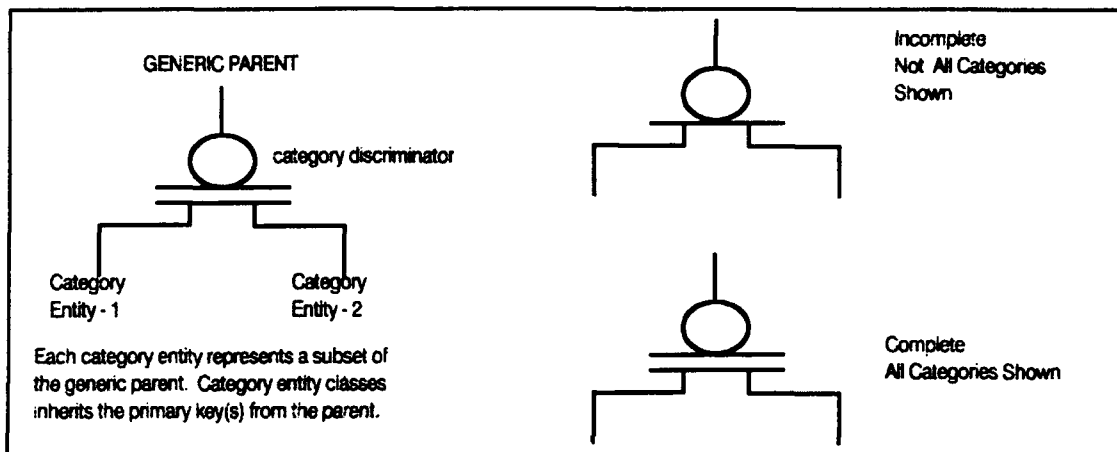 GENERIC PARENT
category discriminator
Category
Entity - 1
Category
Entity - 2
Each category entity represents a subset of
the generic parent. Category entity classes
inherits the primary key(s) from the parent.
Incomplete
Not All Categories
Shown
Complete
All Categories Shown